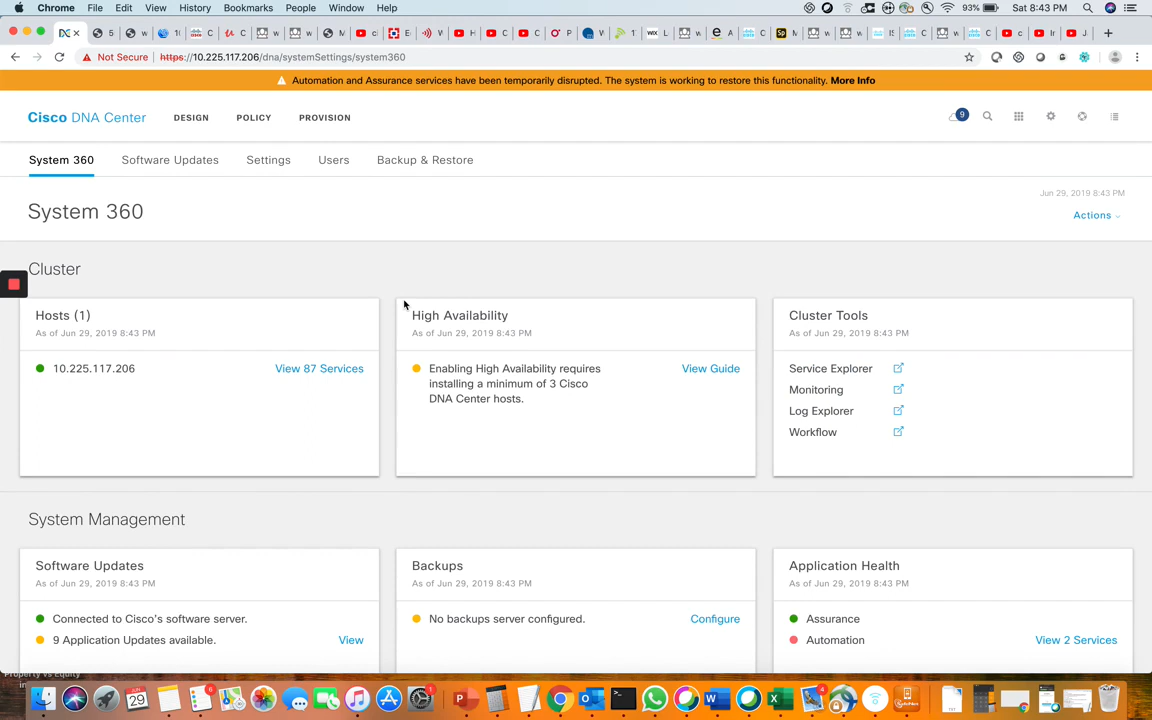 Chrome File Edit View History Bookmarks People Window Help
93% Sat 8:43 PM
Not Secure https://10.225.117.206/dna/systemSettings/system360
Automation and Assurance services have been temporarily disrupted. The system is working to restore this functionality. More Info
Cisco DNA Center DESIGN POLICY PROVISION
9
System 360 Software Updates Settings Users Backup & Restore
Jun 29, 2019 8:43 PM
System 360
Actions
Cluster
Hosts (1)
As of Jun 29, 2019 8:43 PM
10.225.117.206 View 87 Services
High Availability
As of Jun 29, 2019 8:43 PM
Enabling High Availability requires View Guide
installing a minimum of 3 Cisco
DNA Center hosts.
Cluster Tools
As of Jun 29, 2019 8:43 PM
Service Explorer
Monitoring
Log Explorer
Workflow
System Management
Software Updates
As of Jun 29, 2019 8:43 PM
Connected to Cisco's software server.
9 Application Updates available. View
Backups
As of Jun 29, 2019 8:43 PM
No backups server configured. Configure
Application Health
As of Jun 29, 2019 8:43 PM
Assurance
Automation View 2 Services
Property vs Equity